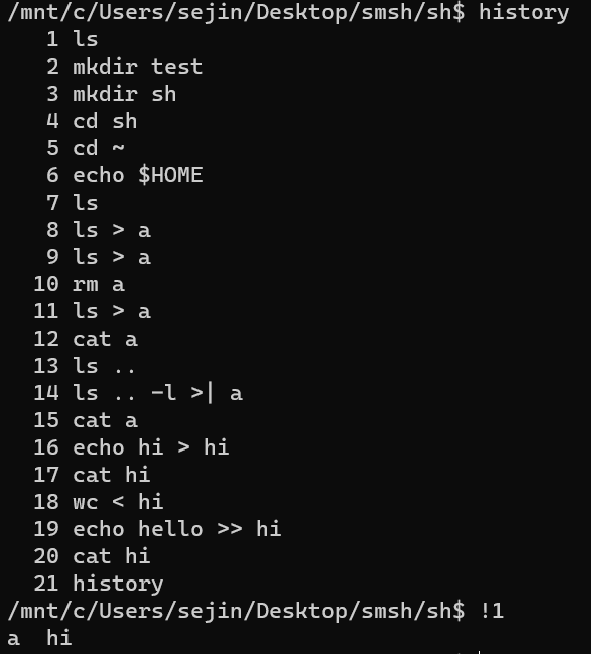 /mnt/c/Users/sejin/Desktop/smsh/sh$ history
1 ls
2 mkdir test
3 mkdir sh
4 cd sh
5 cd ~
6 echo $HOME
7 ls
8 ls > a
9 ls > a
10 rm a
11 ls > a
12 cat a
13 ls ..
14 ls .. -l >| a
15 cat a
16 echo hi > hi
17 cat hi
18 wc < hi
19 echo hello >> hi
20 cat hi
21 history
/mnt/c/Users/sejin/Desktop/smsh/sh$ !1
a  hi